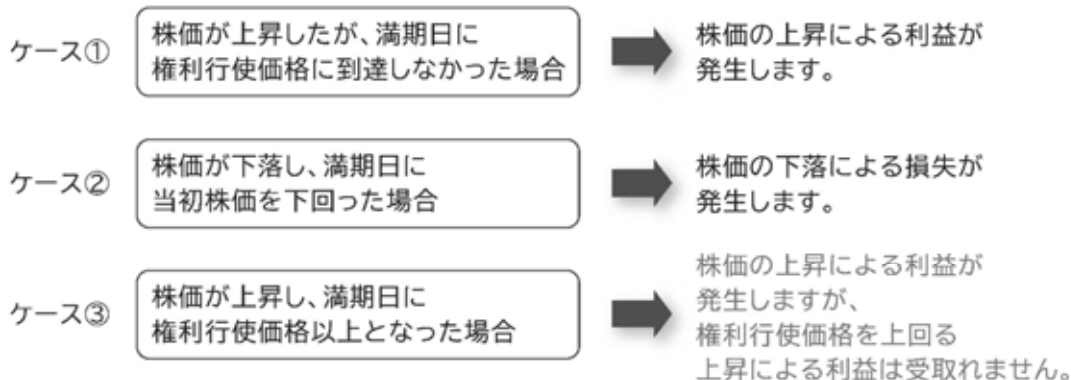 ケース①
株価が上昇したが、満期日に
権利行使価格に到達しなかった場合
株価の上昇による利益が
発生します。
ケース②
株価が下落し、満期日に
当初株価を下回った場合
株価の下落による損失が
発生します。
ケース③
株価が上昇し、満期日に
権利行使価格以上となった場合
株価の上昇による利益が
発生しますが、
権利行使価格を上回る
上昇による利益は受取れません。